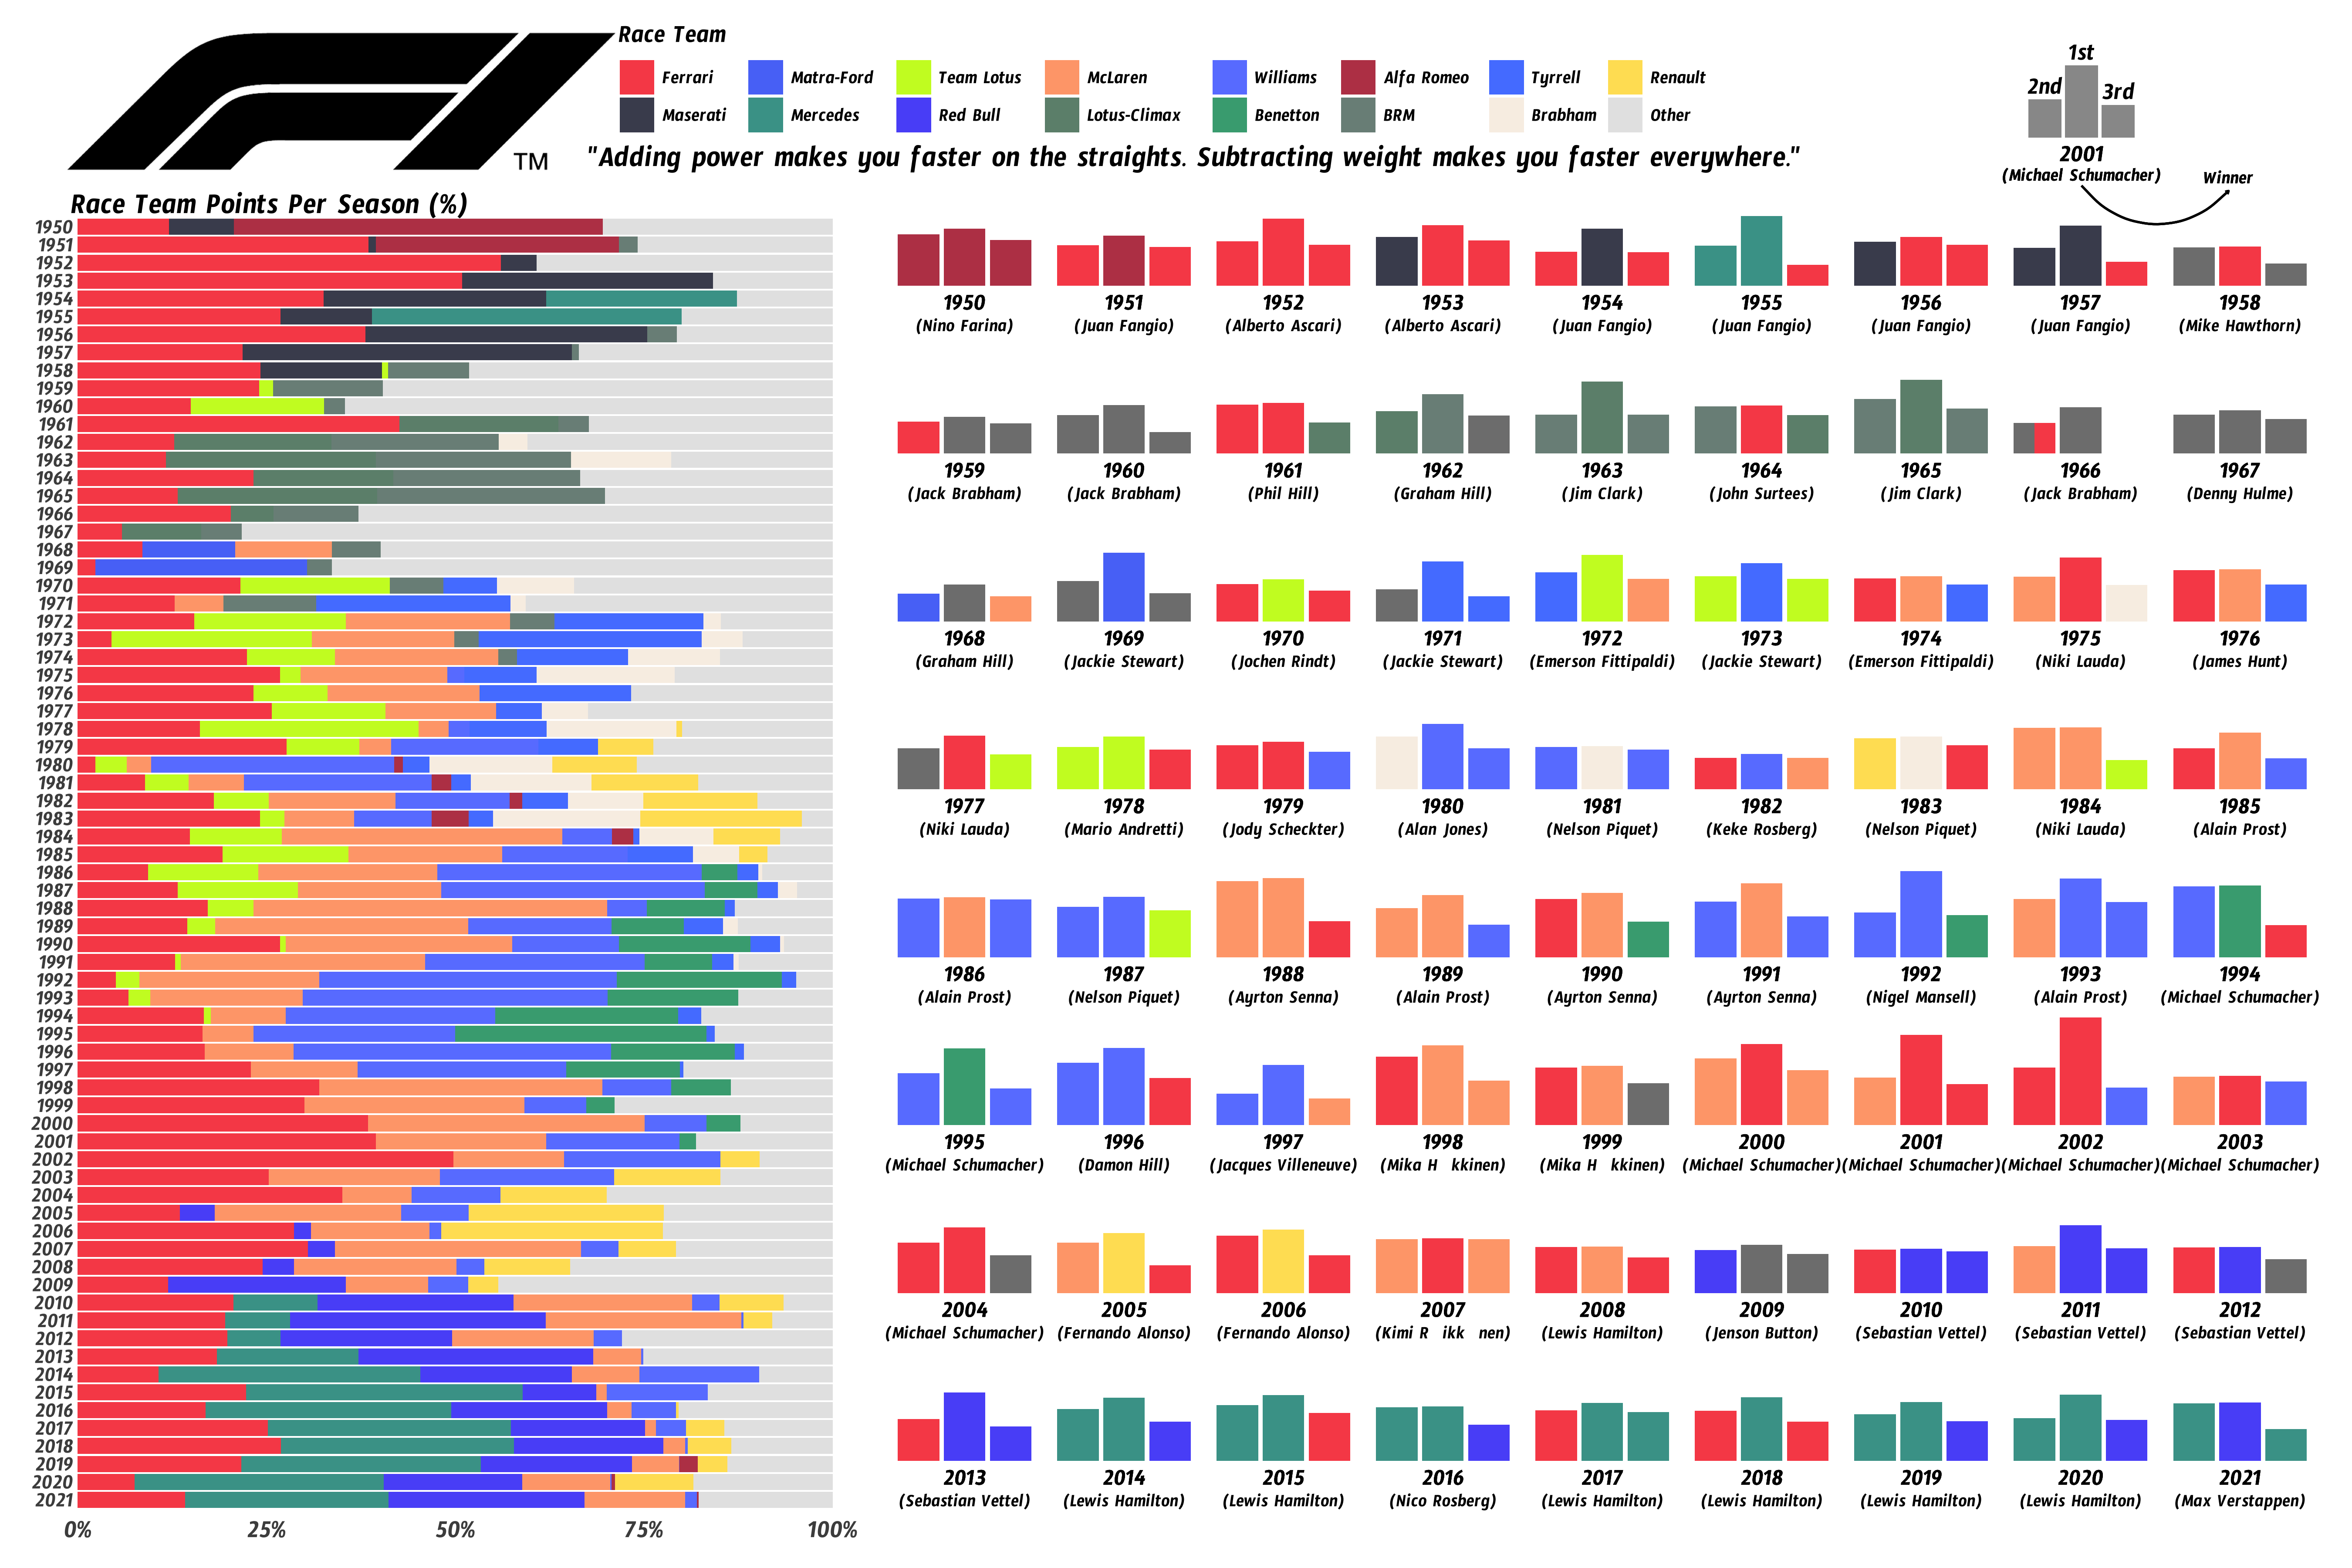 Race Team
Ferrari Matra-Ford Team Lotus McLaren Williams Alfa Romeo Tyrrell Renault
Maserati Mercedes Red Bull Lotus-Climax Benetton BRM Brabham Other
TM
"Adding power makes you faster on the straights. Subtracting weight makes you faster everywhere."
1st
2nd 3rd
2001
(Michael Schumacher) Winner
Race Team Points Per Season (%)
1950
1951
1952
1953
1954
1955
1956
1957
1958
1959
1960
1961
1962
1963
1964
1965
1966
1967
1968
1969
1970
1971
1972
1973
1974
1975
1976
1977
1978
1979
1980
1981
1982
1983
1984
1985
1986
1987
1988
1989
1990
1991
1992
1993
1994
1995
1996
1997
1998
1999
2000
2001
2002
2003
2004
2005
2006
2007
2008
2009
2010
2011
2012
2013
2014
2015
2016
2017
2018
2019
2020
2021
0% 25% 50% 75% 100%
1950 1951 1952 1953 1954 1955 1956 1957 1958
(Nino Farina) (Juan Fangio) (Alberto Ascari) (Alberto Ascari) (Juan Fangio) (Juan Fangio) (Juan Fangio) (Juan Fangio) (Mike Hawthorn)
1959 1960 1961 1962 1963 1964 1965 1966 1967
(Jack Brabham) (Jack Brabham) (Phil Hill) (Graham Hill) (Jim Clark) (John Surtees) (Jim Clark) (Jack Brabham) (Denny Hulme)
1968 1969 1970 1971 1972 1973 1974 1975 1976
(Graham Hill) (Jackie Stewart) (Jochen Rindt) (Jackie Stewart) (Emerson Fittipaldi) (Jackie Stewart) (Emerson Fittipaldi) (Niki Lauda) (James Hunt)
1977 1978 1979 1980 1981 1982 1983 1984 1985
(Niki Lauda) (Mario Andretti) (Jody Scheckter) (Alan Jones) (Nelson Piquet) (Keke Rosberg) (Nelson Piquet) (Niki Lauda) (Alain Prost)
1986 1987 1988 1989 1990 1991 1992 1993 1994
(Alain Prost) (Nelson Piquet) (Ayrton Senna) (Alain Prost) (Ayrton Senna) (Ayrton Senna) (Nigel Mansell) (Alain Prost) (Michael Schumacher)
1995 1996 1997 1998 1999 2000 2001 2002 2003
(Michael Schumacher) (Damon Hill) (Jacques Villeneuve) (Mika H kkinen) (Mika H kkinen) (Michael Schumacher) (Michael Schumacher) (Michael Schumacher) (Michael Schumacher)
2004 2005 2006 2007 2008 2009 2010 2011 2012
(Michael Schumacher) (Fernando Alonso) (Fernando Alonso) (Kimi R ikk nen) (Lewis Hamilton) (Jenson Button) (Sebastian Vettel) (Sebastian Vettel) (Sebastian Vettel)
2013 2014 2015 2016 2017 2018 2019 2020 2021
(Sebastian Vettel) (Lewis Hamilton) (Lewis Hamilton) (Nico Rosberg) (Lewis Hamilton) (Lewis Hamilton) (Lewis Hamilton) (Lewis Hamilton) (Max Verstappen)